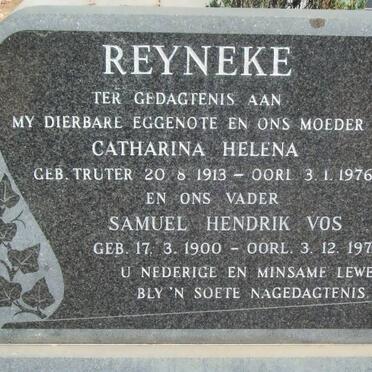 REYNEKE
TER GEDAGTENIS AAN
MY DIERBARE EGGENOTE EN ONS MOEDER
CATHARINA HELENA
GEB. TRUTER 20. 8. 1913 – OORL. 3. 1. 1976
EN ONS VADER
SAMUEL HENDRIK VOS
GEB. 17. 3. 1900 – OORL. 3. 12. 197
U NEDERIGE EN MINSAME LEWE
BLY 'N SOETE NAGEDAGTENIS